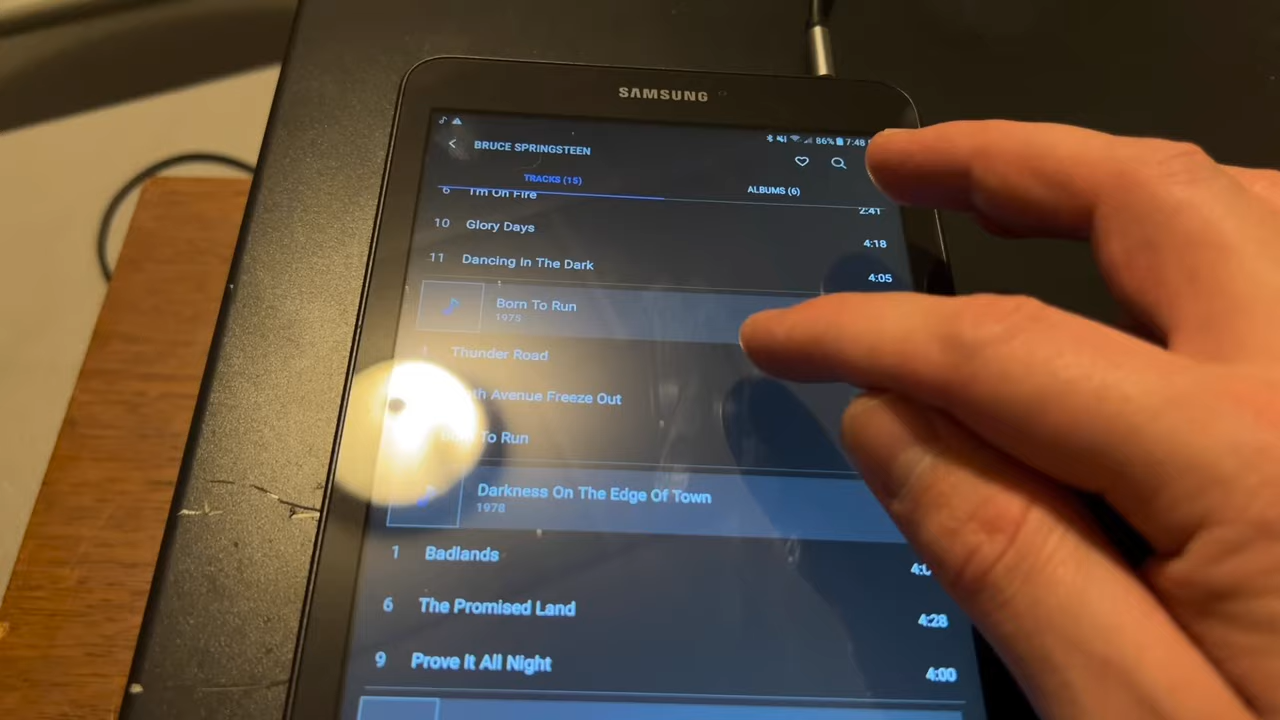 SAMSUNG
86% 7:48
BRUCE SPRINGSTEEN
TRACKS (15) ALBUMS (6)
6 I'm On Fire 2:41
10 Glory Days 4:18
11 Dancing In The Dark 4:05
Born To Run
1975
1 Thunder Road
Avenue Freeze Out
Born To Run
Darkness On The Edge Of Town
1978
1 Badlands
6 The Promised Land 4:28
9 Prove It All Night 4:00